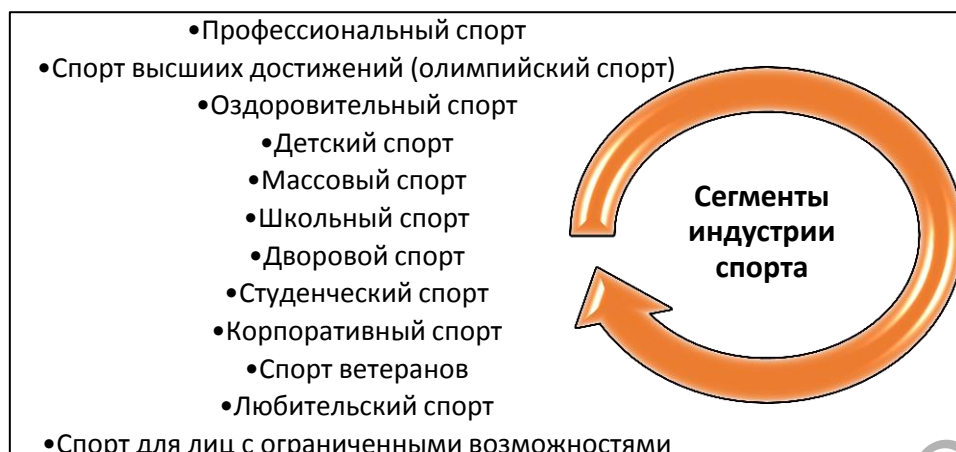 •Профессиональный спорт
•Спорт высшиих достижений (олимпийский спорт)
•Оздоровительный спорт
•Детский спорт
•Массовый спорт
•Школьный спорт
•Дворовой спорт
•Студенческий спорт
•Корпоративный спорт
•Спорт ветеранов
•Любительский спорт
•Спорт для лиц с ограниченными возможностями
Сегменты
индустрии
спорта